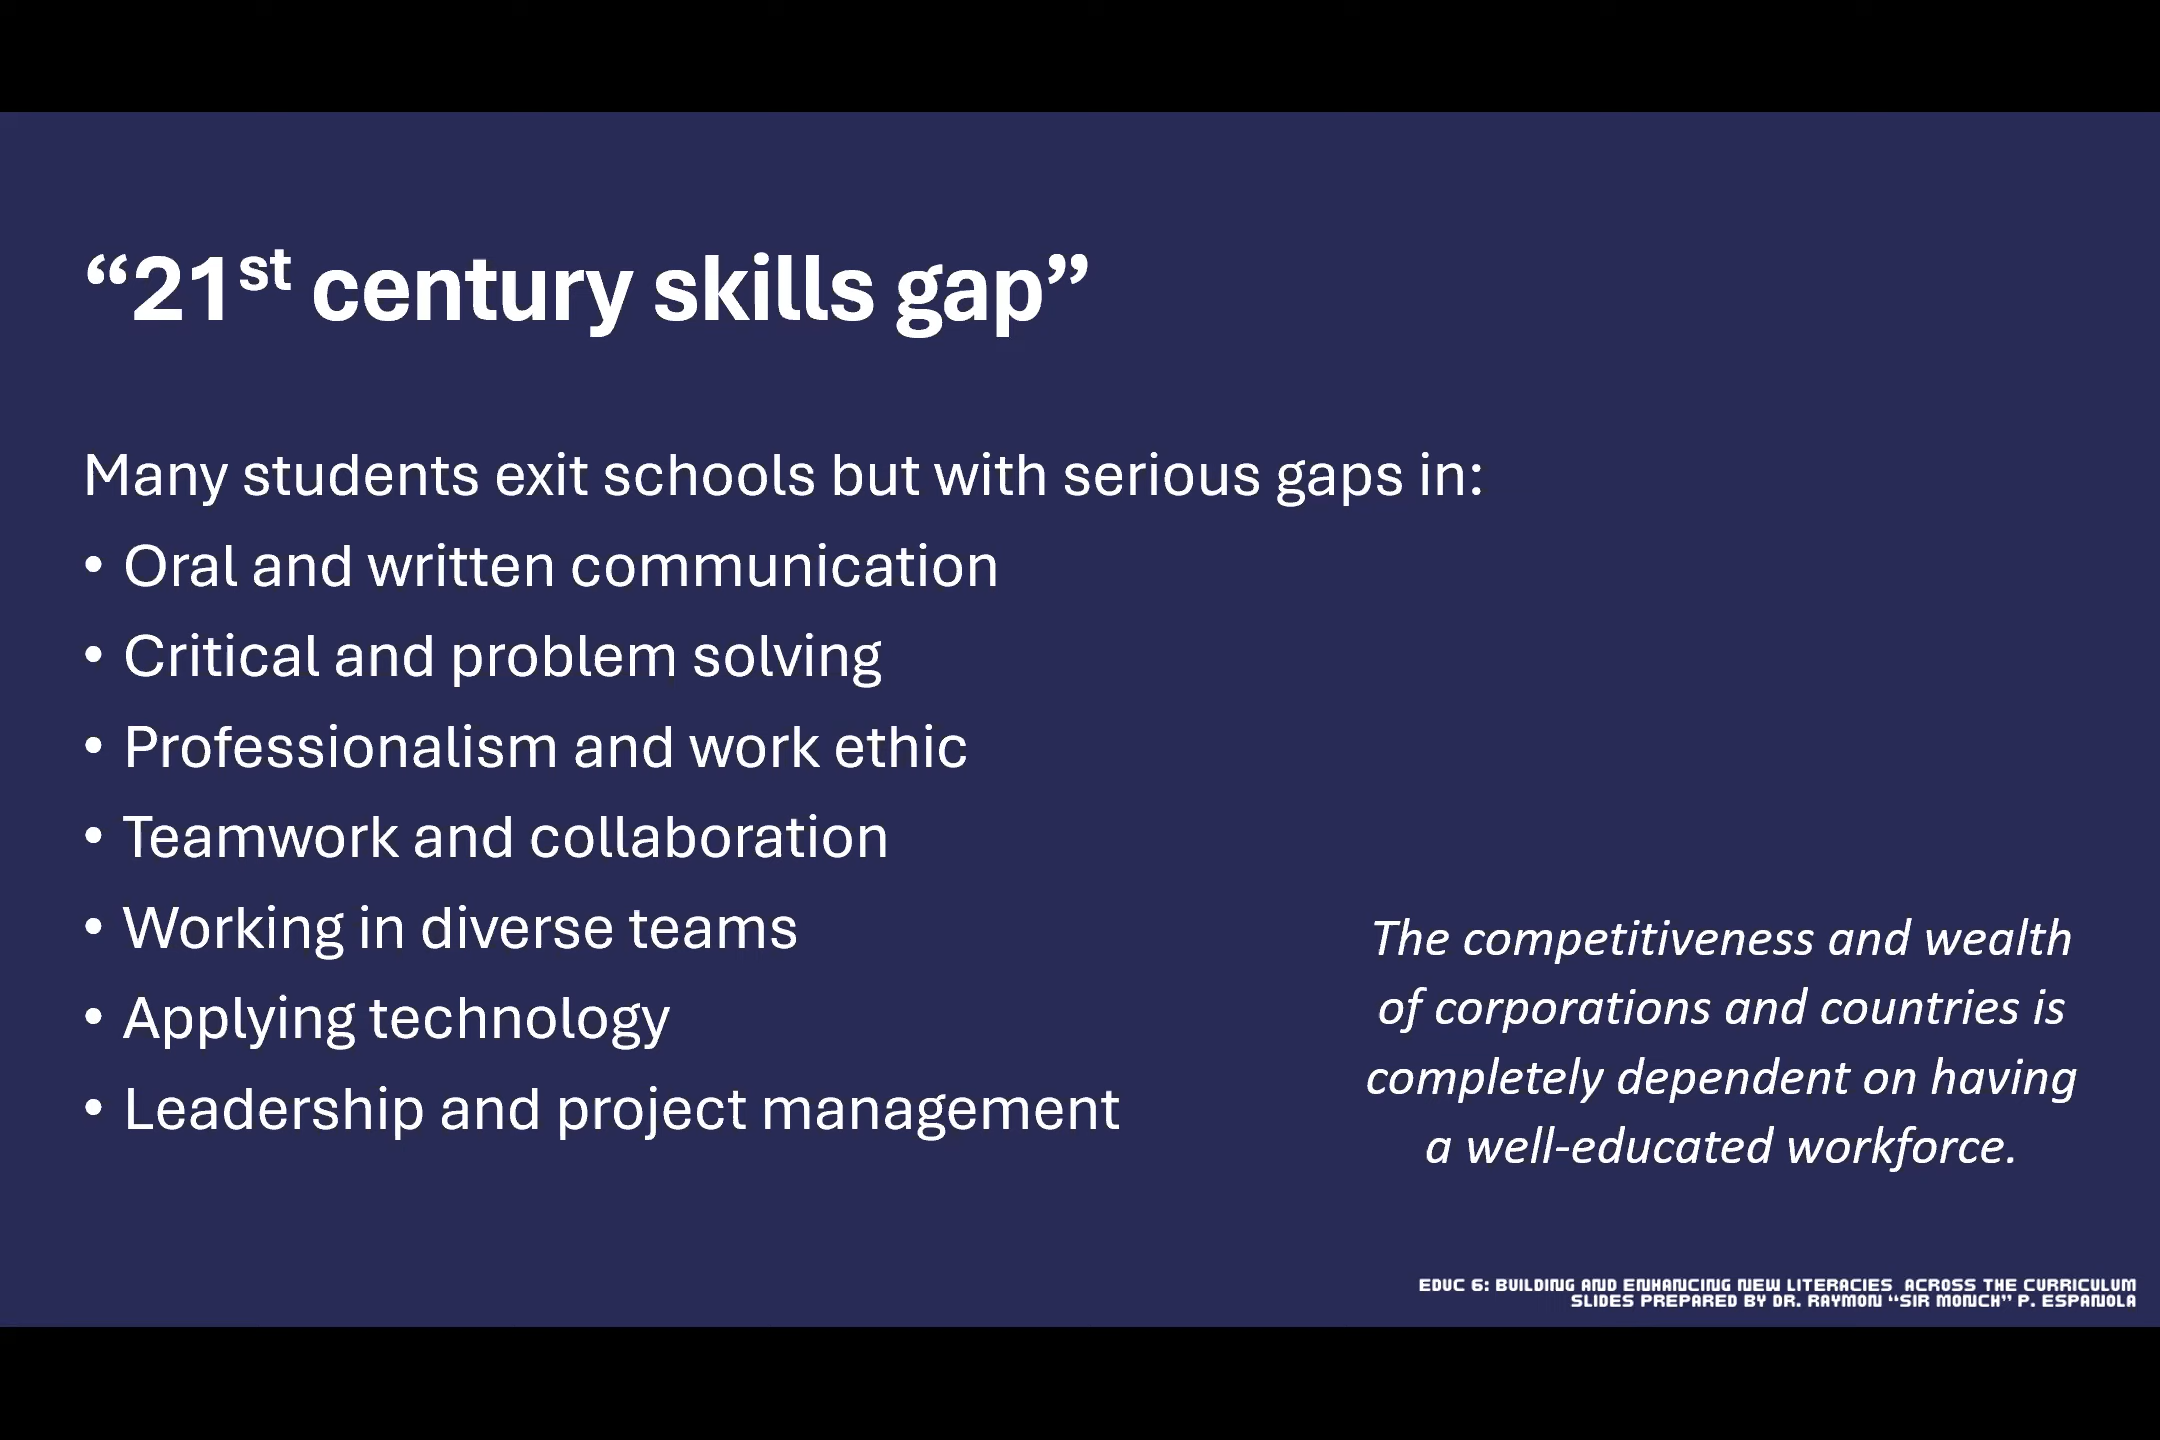 “21st century skills gap”
Many students exit schools but with serious gaps in:
• Oral and written communication
• Critical and problem solving
• Professionalism and work ethic
• Teamwork and collaboration
• Working in diverse teams
• Applying technology
• Leadership and project management
The competitiveness and wealth
of corporations and countries is
completely dependent on having
a well-educated workforce.
EDUC 6: BUILDING AND ENHANCING NEW LITERACIES ACROSS THE CURRICULUM
SLIDES PREPARED BY DR. RAYMON “SIR MONCH” P. ESPANOLA